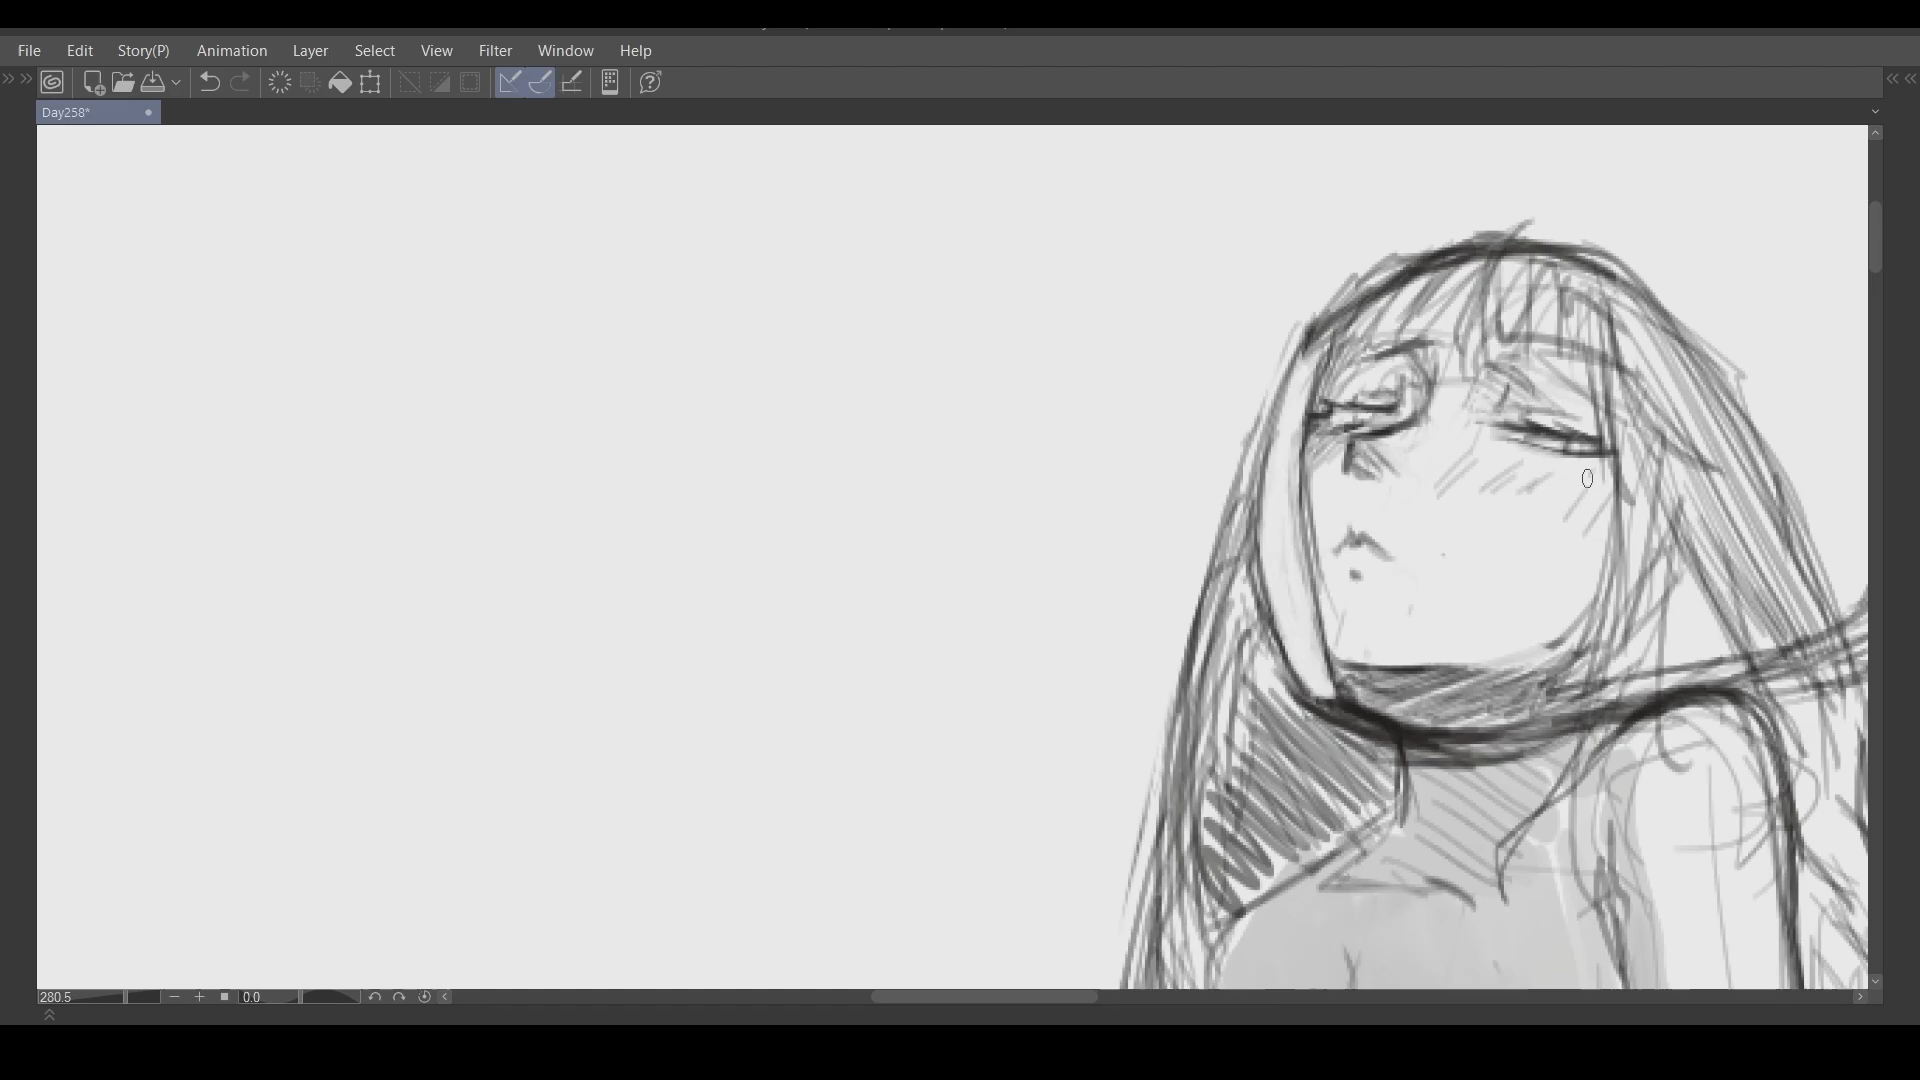 File Edit Story(P) Animation Layer Select View Filter Window Help
Day258*
280.5 0.0